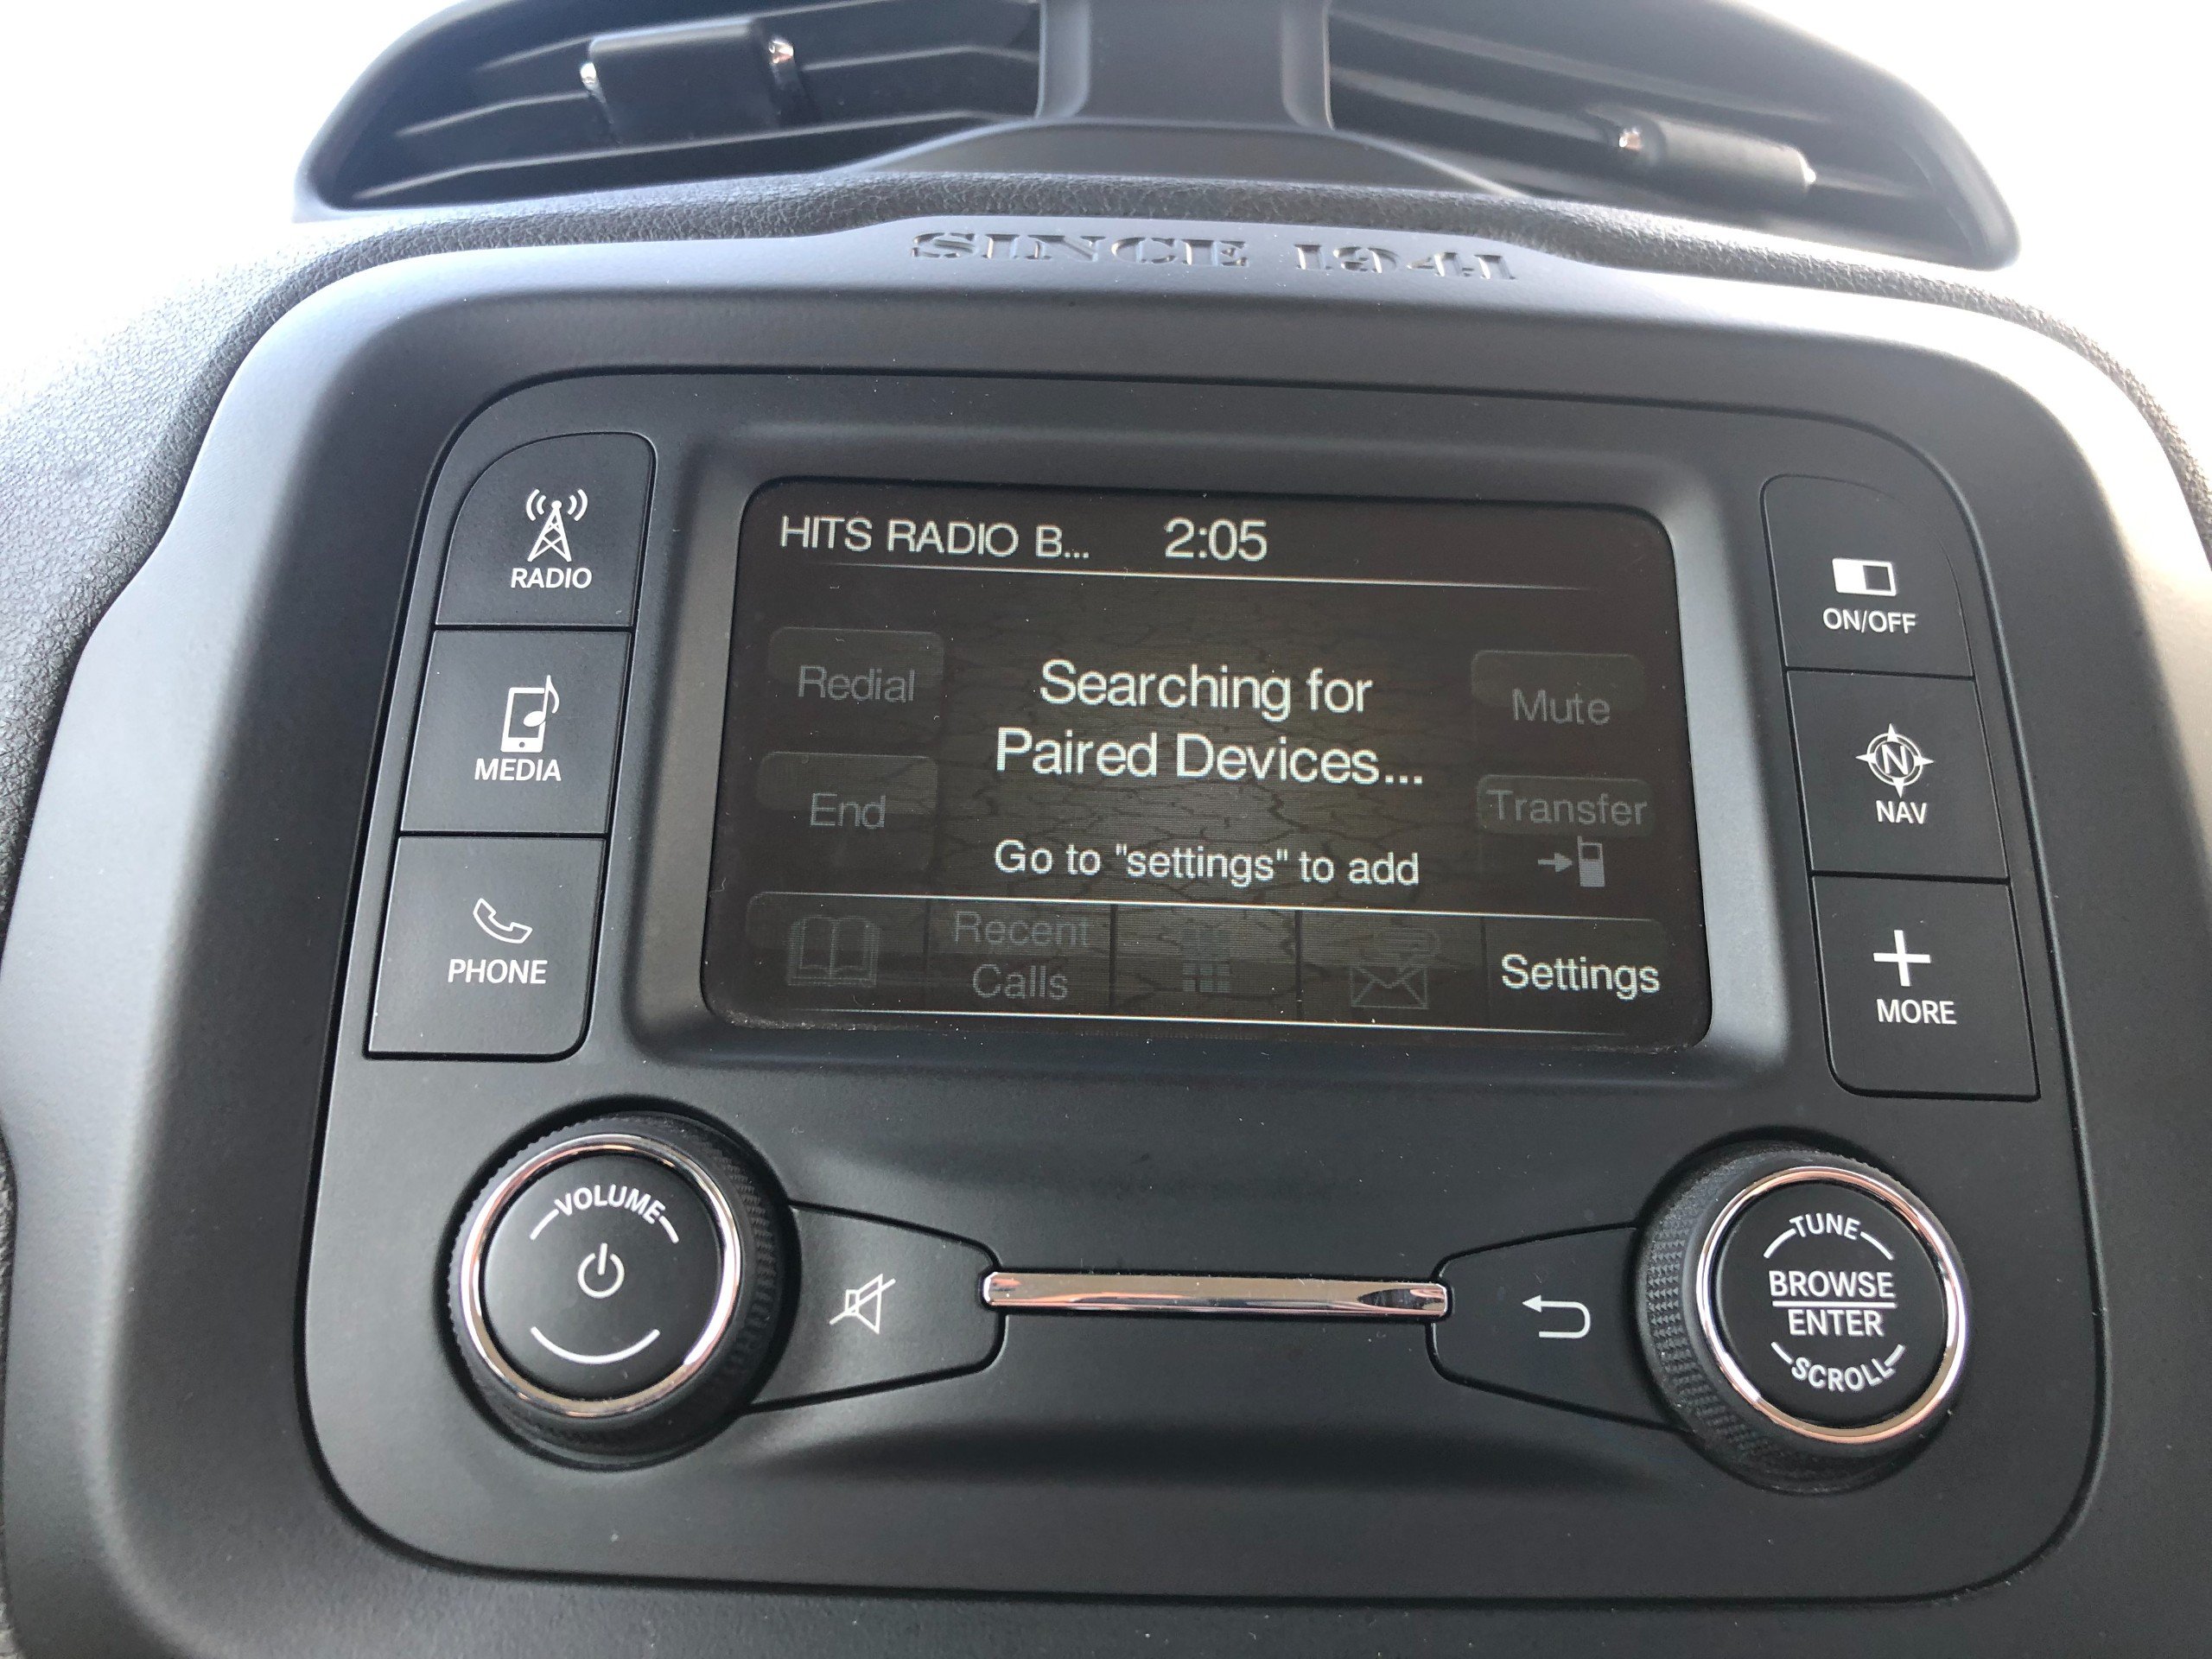 SINCE 1941
RADIO
MEDIA
PHONE
HITS RADIO B... 2:05
Redial
End
Searching for
Paired Devices...
Go to "settings" to add
Mute
Transfer
Recent
Calls
Settings
ON/OFF
N
NAV
MORE
VOLUME
TUNE
BROWSE
ENTER
SCROLL